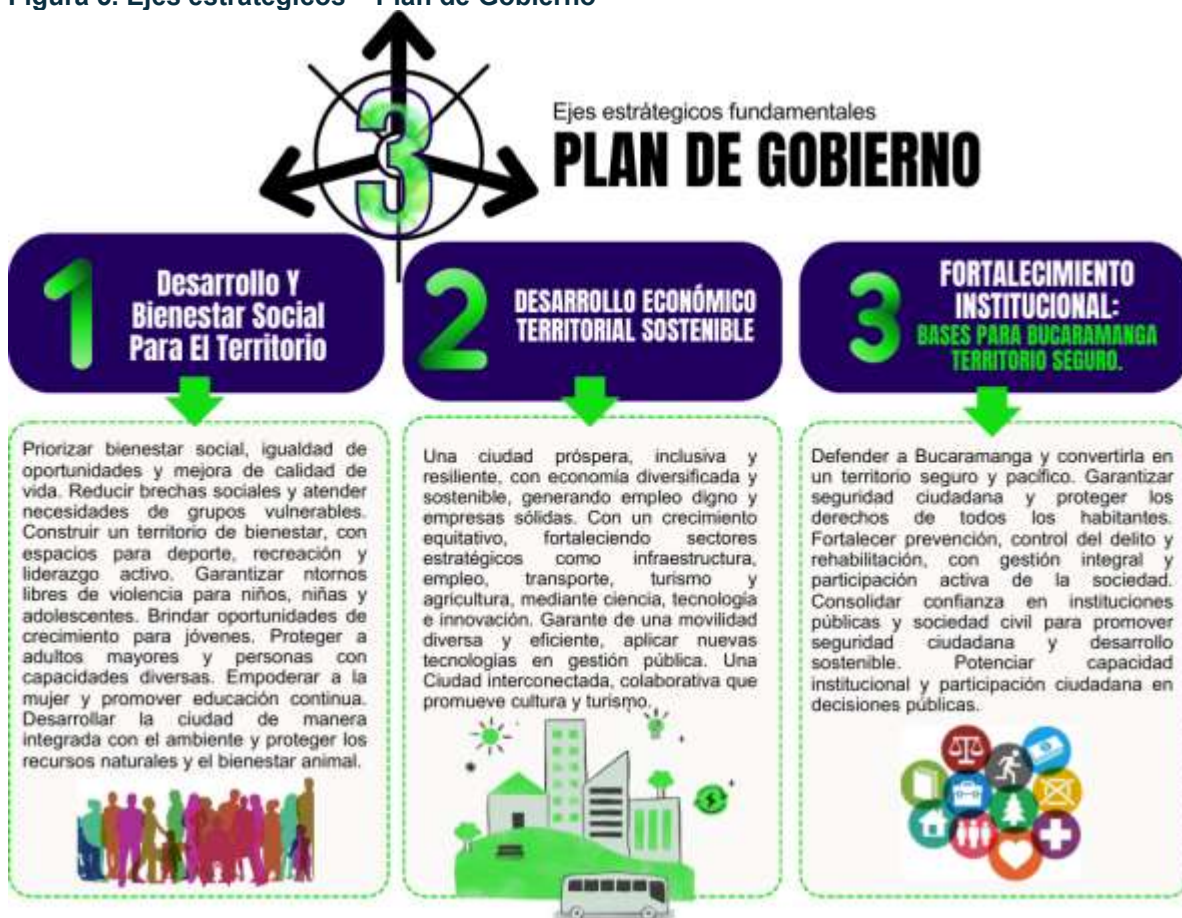 Figura 3. Ejes estratégicos – Plan de Gobierno
3
Ejes estrátegicos fundamentales
PLAN DE GOBIERNO
1
Desarrollo Y
Bienestar Social
Para El Territorio
Priorizar bienestar social, igualdad de
oportunidades y mejora de calidad de
vida. Reducir brechas sociales y atender
necesidades de grupos vulnerables.
Construir un territorio de bienestar, con
espacios para deporte, recreación y
liderazgo activo. Garantizar ntornos
libres de violencia para niños, niñas y
adolescentes. Brindar oportunidades de
crecimiento para jóvenes. Proteger a
adultos mayores y personas con
capacidades diversas. Empoderar a la
mujer y promover educación continua.
Desarrollar la ciudad de manera
integrada con el ambiente y proteger los
recursos naturales y el bienestar animal.
2
DESARROLLO ECONÓMICO
TERRITORIAL SOSTENIBLE
Una ciudad próspera, inclusiva y
resiliente, con economía diversificada y
sostenible, generando empleo digno y
empresas sólidas. Con un crecimiento
equitativo, fortaleciendo sectores
estratégicos como infraestructura,
empleo, transporte, turismo y
agricultura, mediante ciencia, tecnología
e innovación. Garante de una movilidad
diversa y eficiente, aplicar nuevas
tecnologías en gestión pública. Una
Ciudad interconectada, colaborativa que
promueve cultura y turismo.
3
FORTALECIMIENTO
INSTITUCIONAL:
BASES PARA BUCARAMANGA
TERRITORIO SEGURO.
Defender a Bucaramanga y convertirla en
un territorio seguro y pacífico. Garantizar
seguridad ciudadana y proteger los
derechos de todos los habitantes.
Fortalecer prevención, control del delito y
rehabilitación, con gestión integral y
participación activa de la sociedad.
Consolidar confianza en instituciones
públicas y sociedad civil para promover
seguridad ciudadana y desarrollo
sostenible. Potenciar capacidad
institucional y participación ciudadana en
decisiones públicas.